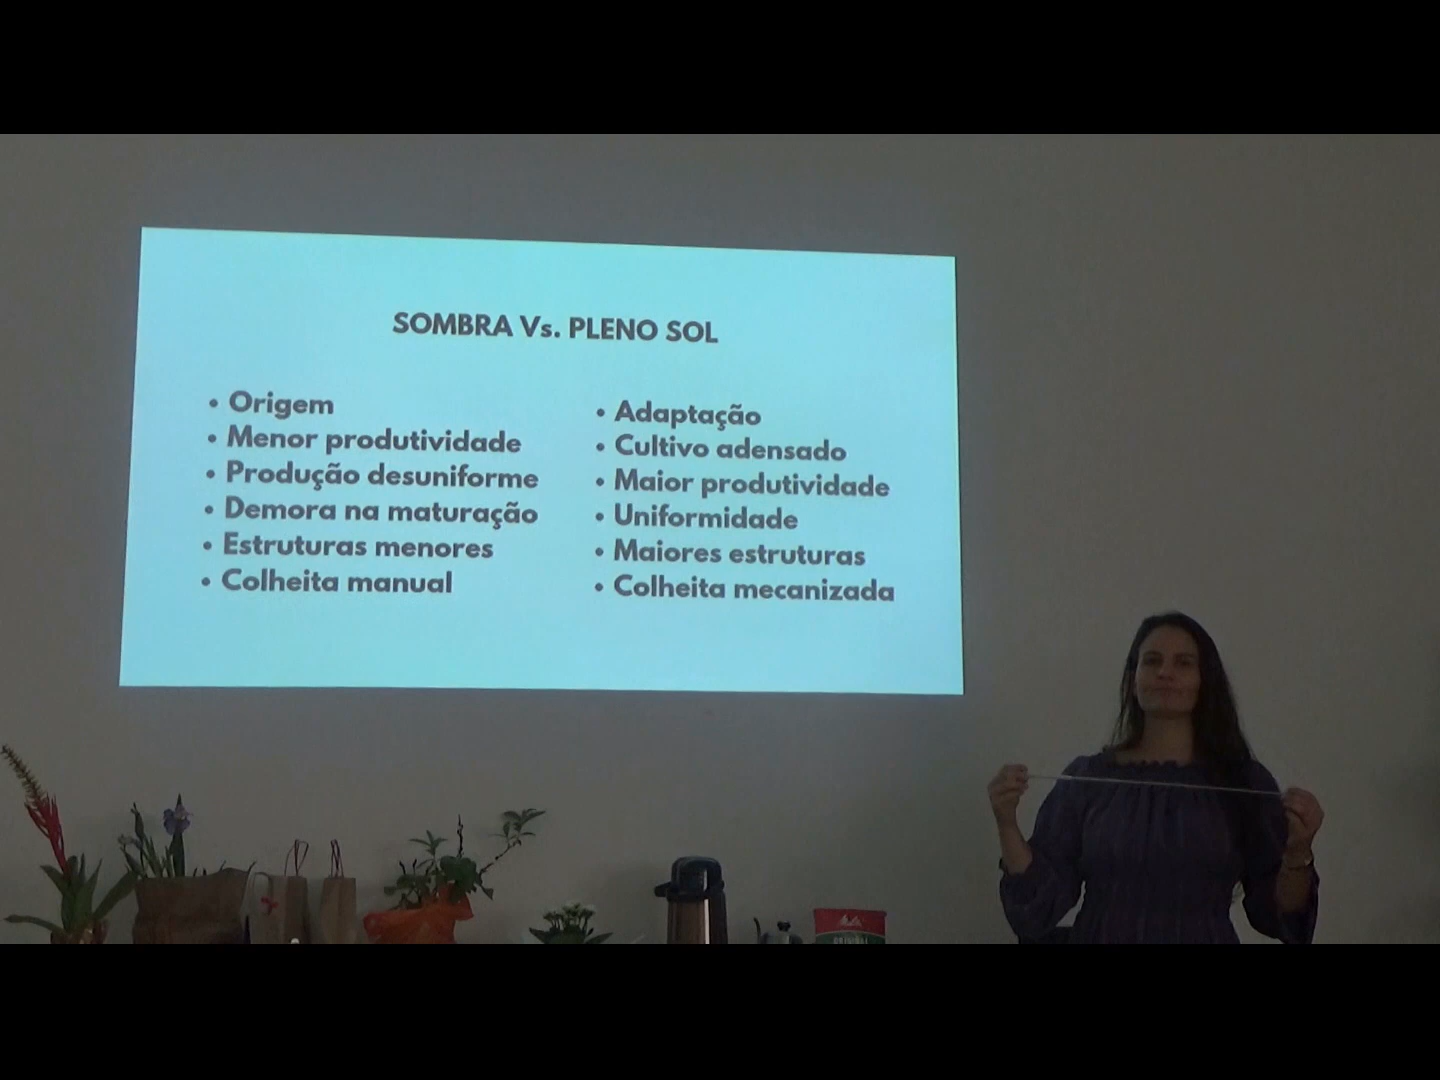 SOMBRA Vs. PLENO SOL
• Origem
• Menor produtividade
• Produção desuniforme
• Demora na maturação
• Estruturas menores
• Colheita manual
• Adaptação
• Cultivo adensado
• Maior produtividade
• Uniformidade
• Maiores estruturas
• Colheita mecanizada